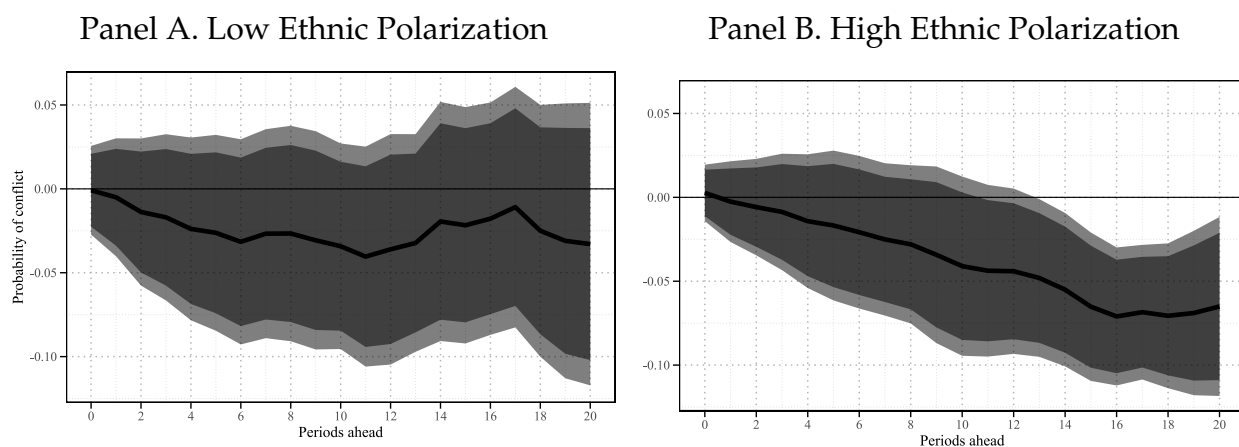 Panel A. Low Ethnic Polarization
0.05
0.00
-0.05
-0.10
Probability of conflict
0 2 4 6 8 10 12 14 16 18 20
Periods ahead
Panel B. High Ethnic Polarization
0.05
0.00
-0.05
-0.10
0 2 4 6 8 10 12 14 16 18 20
Periods ahead